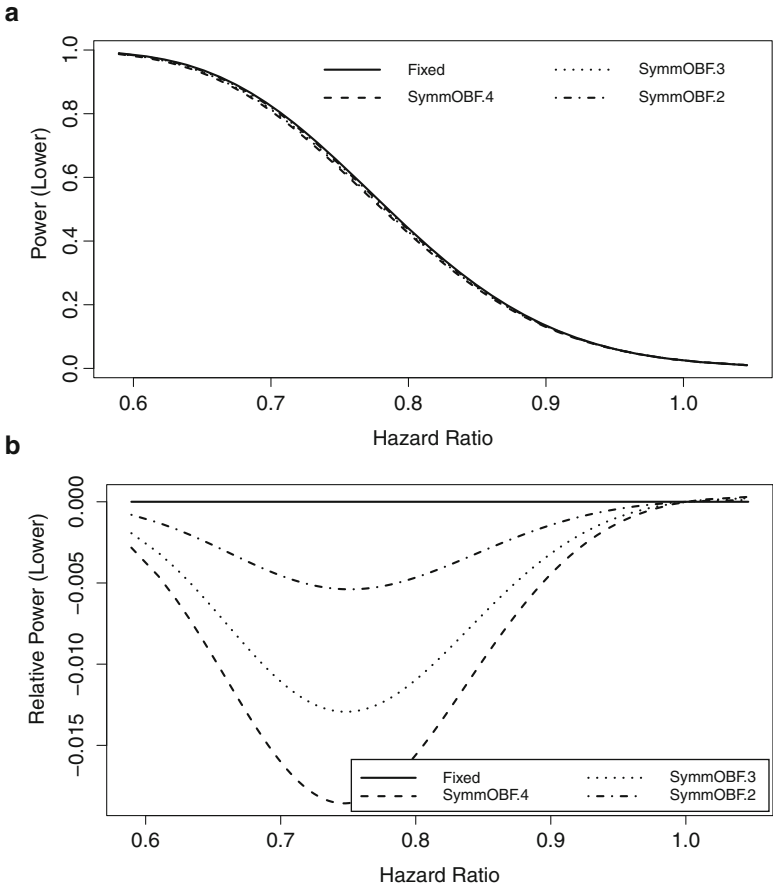 a
Power (Lower)
1.0
0.8
0.6
0.4
0.2
0.0
Fixed
SymmOBF.4
SymmOBF.3
SymmOBF.2
0.6 0.7 0.8 0.9 1.0
Hazard Ratio
b
Relative Power (Lower)
0.000
−0.005
−0.010
−0.015
Fixed
SymmOBF.4
SymmOBF.3
SymmOBF.2
0.6 0.7 0.8 0.9 1.0
Hazard Ratio